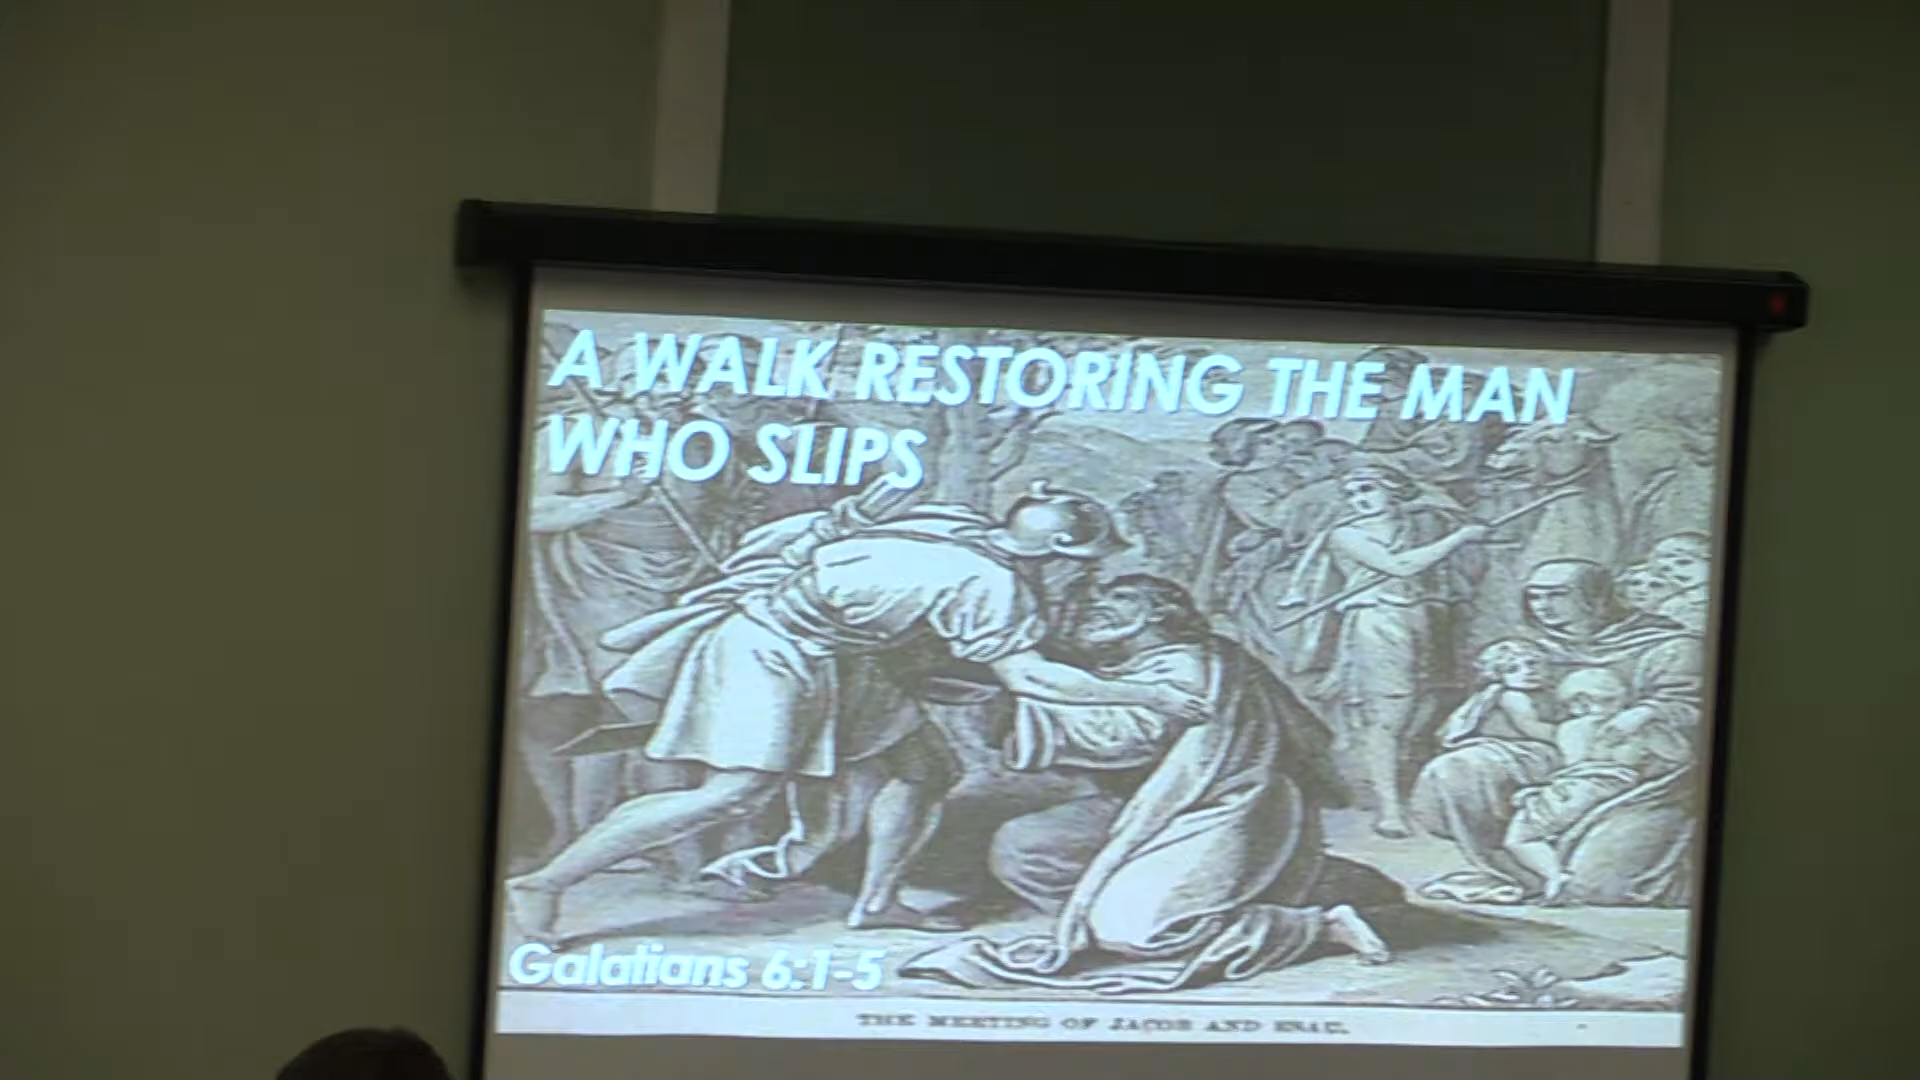 A WALK RESTORING THE MAN
WHO SLIPS
Galatians 6:1-5
THE MEETING OF JACOB AND ESAU.